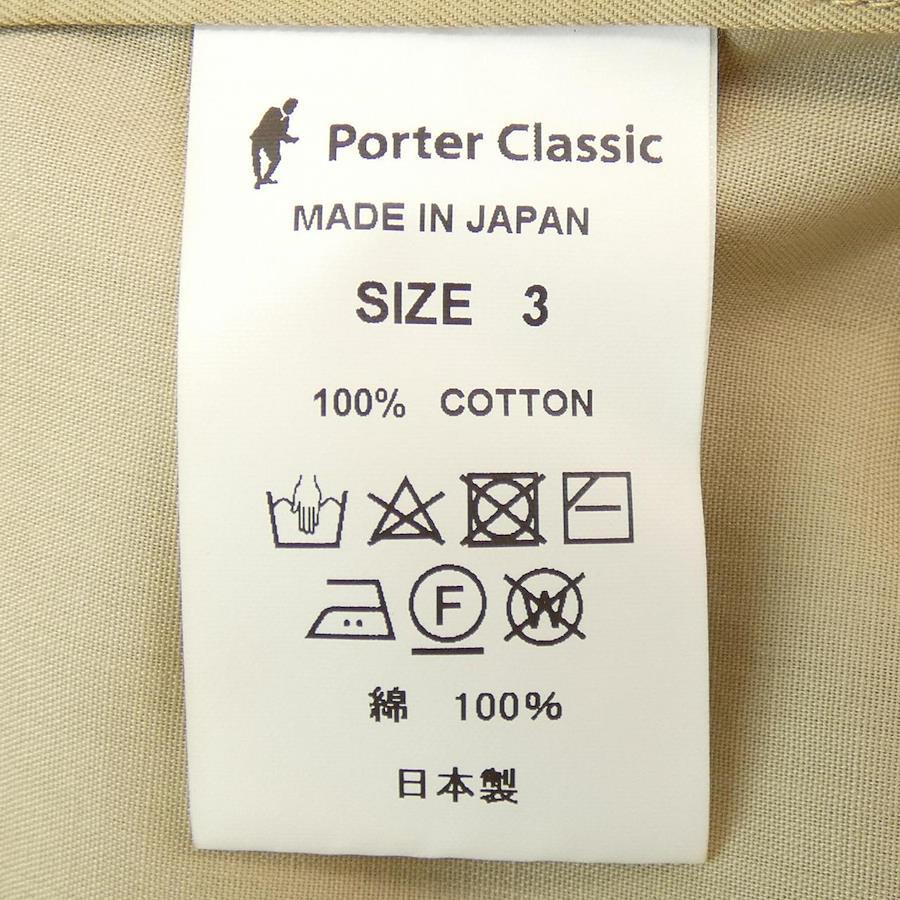 Porter Classic
MADE IN JAPAN
SIZE 3
100% COTTON
F W
綿 100%
日本製